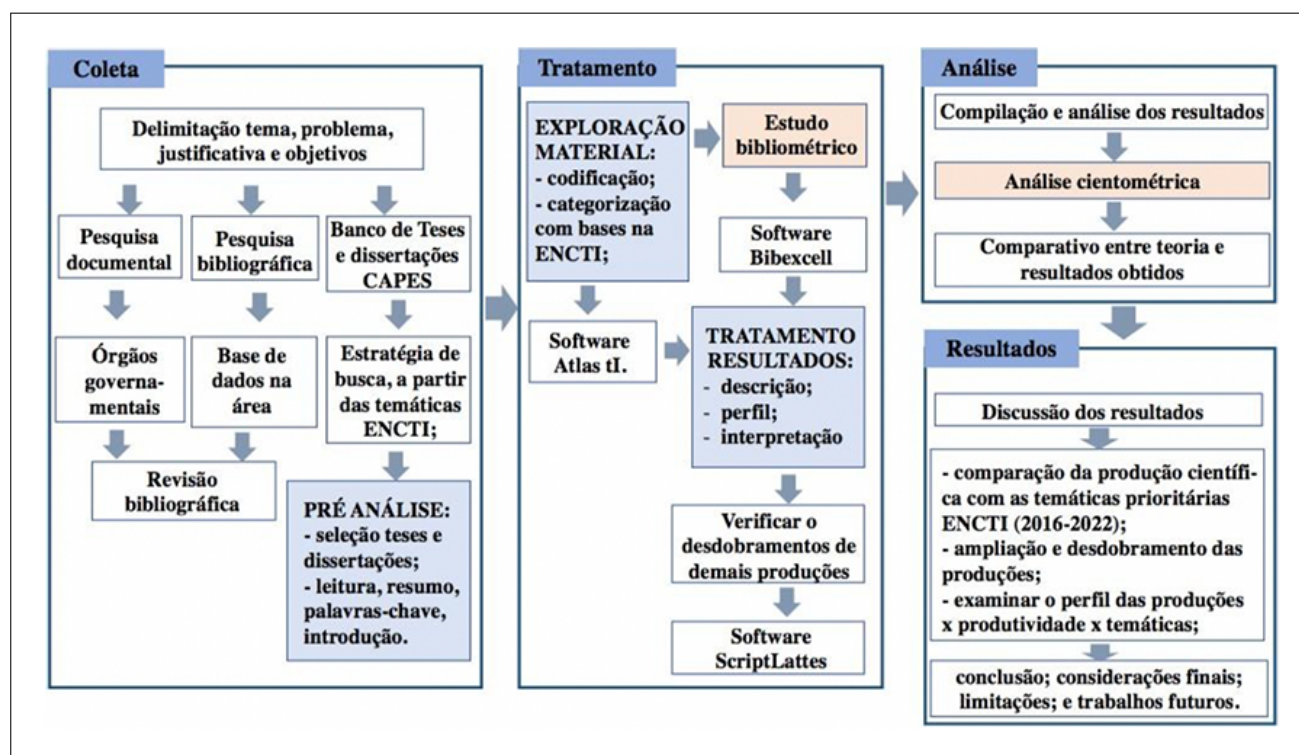 Coleta
Delimitação tema, problema,
justificativa e objetivos
Pesquisa
documental
Pesquisa
bibliográfica
Banco de Teses
e dissertações
CAPES
Órgãos
governa-
mentais
Base de
dados na
área
Estratégia de
busca, a partir
das temáticas
ENCTI;
Revisão
bibliográfica
PRÉ ANÁLISE:
- seleção teses e
dissertações;
- leitura, resumo,
palavras-chave,
introdução.
Tratamento
EXPLORAÇÃO
MATERIAL:
- codificação;
- categorização
com bases na
ENCTI;
Estudo
bibliométrico
Software
Bibexcell
Software
Atlas tI.
TRATAMENTO
RESULTADOS:
- descrição;
- perfil;
- interpretação
Verificar o
desdobramentos de
demais produções
Software
ScriptLattes
Análise
Compilação e análise dos resultados
Análise cientométrica
Comparativo entre teoria e
resultados obtidos
Resultados
Discussão dos resultados
- comparação da produção científi-
ca com as temáticas prioritárias
ENCTI (2016-2022);
- ampliação e desdobramento das
produções;
- examinar o perfil das produções
x produtividade x temáticas;
conclusão; considerações finais;
limitações; e trabalhos futuros.